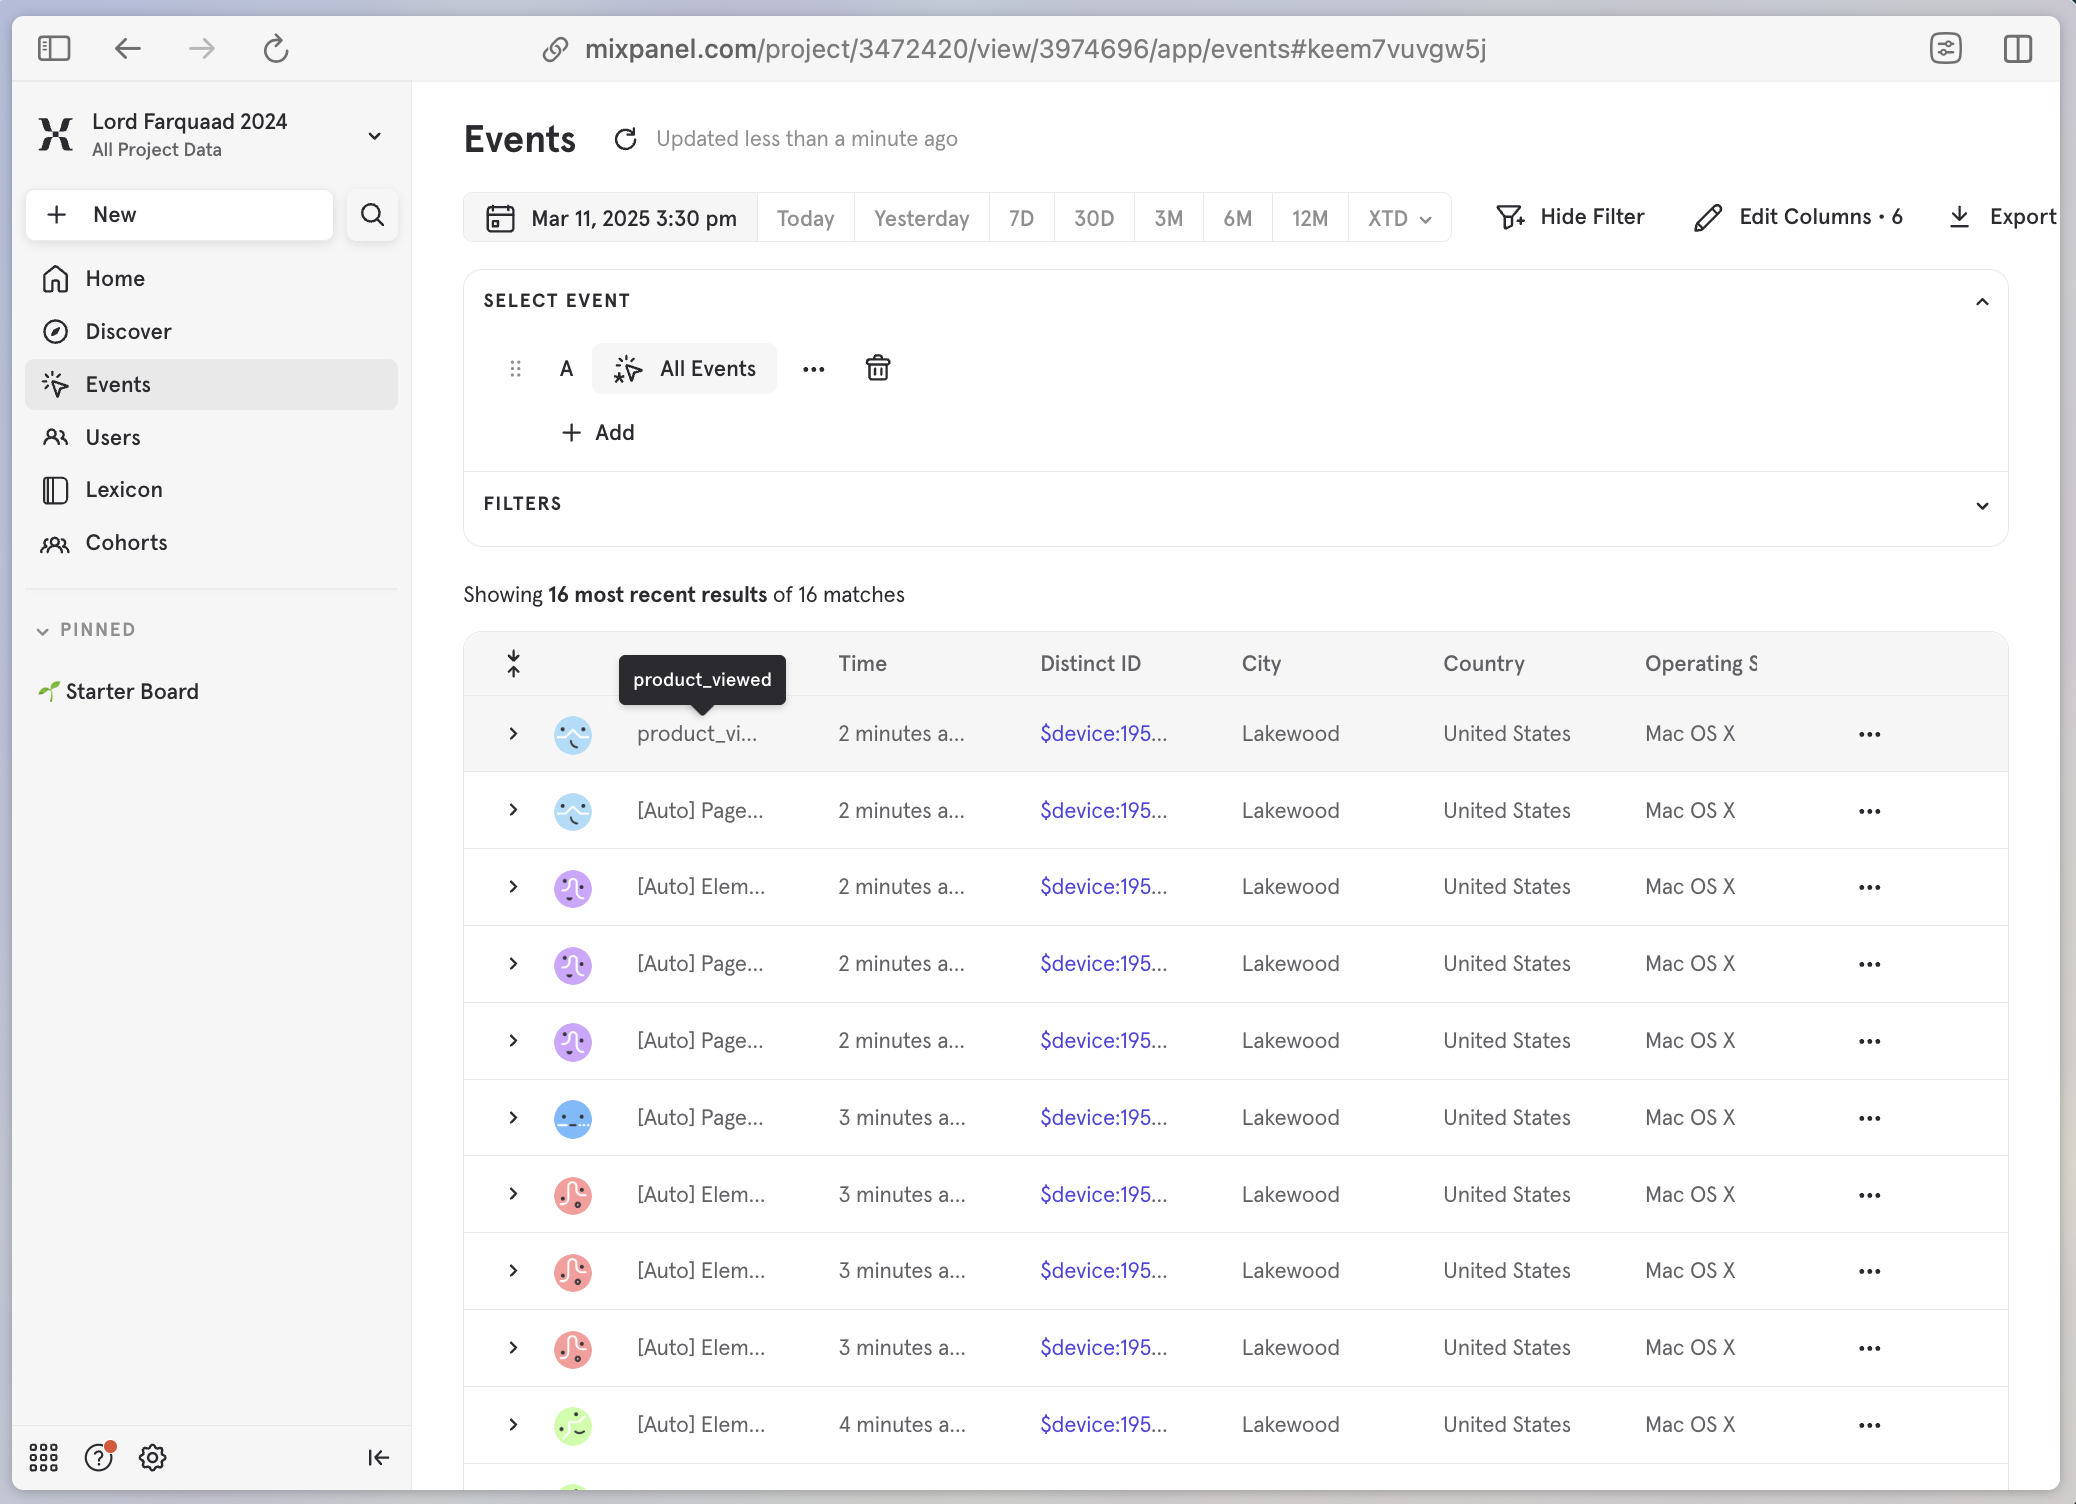 mixpanel.com/project/3472420/view/3974696/app/events#keem7vuvgw5j
Lord Farquaad 2024
All Project Data
New
Home
Discover
Events
Users
Lexicon
Cohorts
PINNED
Starter Board
Events
Updated less than a minute ago
Mar 11, 2025 3:30 pm Today Yesterday 7D 30D 3M 6M 12M XTD
Hide Filter
Edit Columns • 6
Export
SELECT EVENT
A All Events
Add
FILTERS
Showing 16 most recent results of 16 matches
Time Distinct ID City Country Operating S
product_viewed
product_vi... 2 minutes a... $device:195... Lakewood United States Mac OS X
[Auto] Page... 2 minutes a... $device:195... Lakewood United States Mac OS X
[Auto] Elem... 2 minutes a... $device:195... Lakewood United States Mac OS X
[Auto] Page... 2 minutes a... $device:195... Lakewood United States Mac OS X
[Auto] Page... 2 minutes a... $device:195... Lakewood United States Mac OS X
[Auto] Page... 3 minutes a... $device:195... Lakewood United States Mac OS X
[Auto] Elem... 3 minutes a... $device:195... Lakewood United States Mac OS X
[Auto] Elem... 3 minutes a... $device:195... Lakewood United States Mac OS X
[Auto] Elem... 3 minutes a... $device:195... Lakewood United States Mac OS X
[Auto] Elem... 4 minutes a... $device:195... Lakewood United States Mac OS X